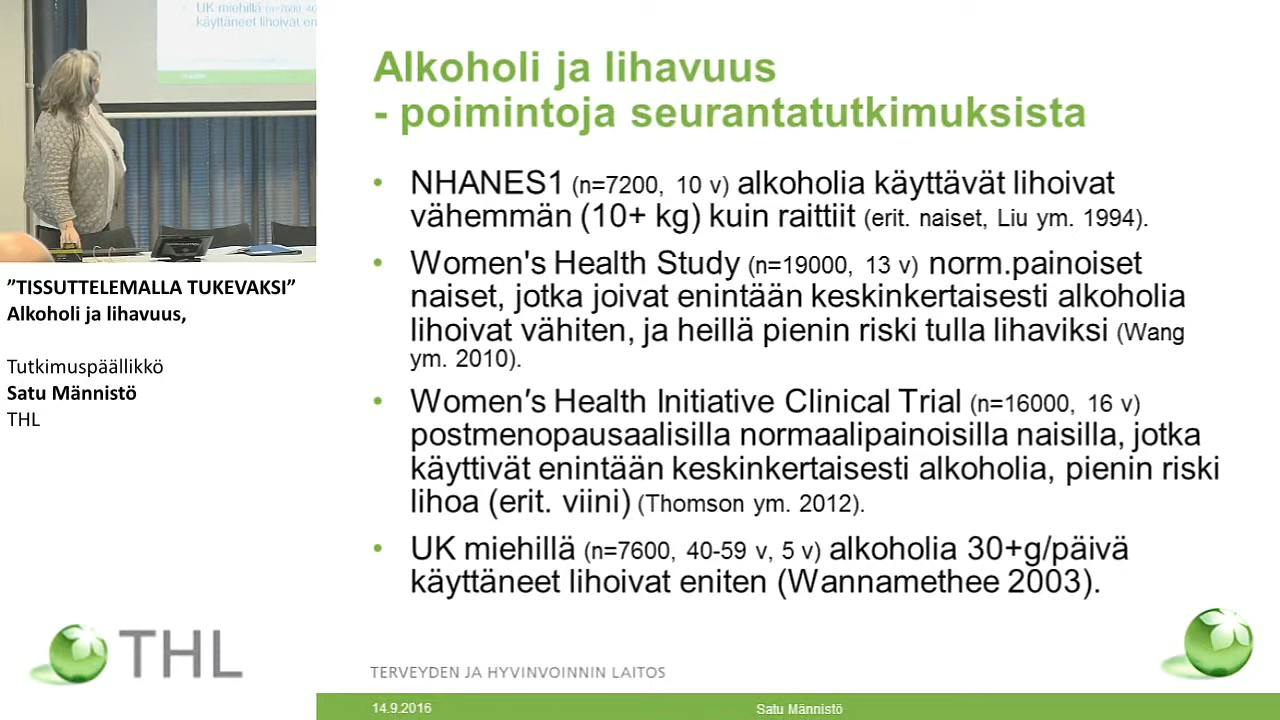 UK miehillä (n=7600, 40
käyttäneet lihoivat en
Alkoholi ja lihavuus
- poimintoja seurantatutkimuksista
• NHANES1 (n=7200, 10 v) alkoholia käyttävät lihoivat
vähemmän (10+ kg) kuin raittiit (erit. naiset, Liu ym. 1994).
• Women's Health Study (n=19000, 13 v) norm.painoiset
naiset, jotka joivat enintään keskinkertaisesti alkoholia
lihoivat vähiten, ja heillä pienin riski tulla lihaviksi (Wang
ym. 2010).
• Women′s Health Initiative Clinical Trial (n=16000, 16 v)
postmenopausaalisilla normaalipainoisilla naisilla, jotka
käyttivät enintään keskinkertaisesti alkoholia, pienin riski
lihoa (erit. viini) (Thomson ym. 2012).
• UK miehillä (n=7600, 40-59 v, 5 v) alkoholia 30+g/päivä
käyttäneet lihoivat eniten (Wannamethee 2003).
”TISSUTTELEMALLA TUKEVAKSI”
Alkoholi ja lihavuus,
Tutkimuspäällikkö
Satu Männistö
THL
THL
TERVEYDEN JA HYVINVOINNIN LAITOS
14.9.2016
Satu Männistö